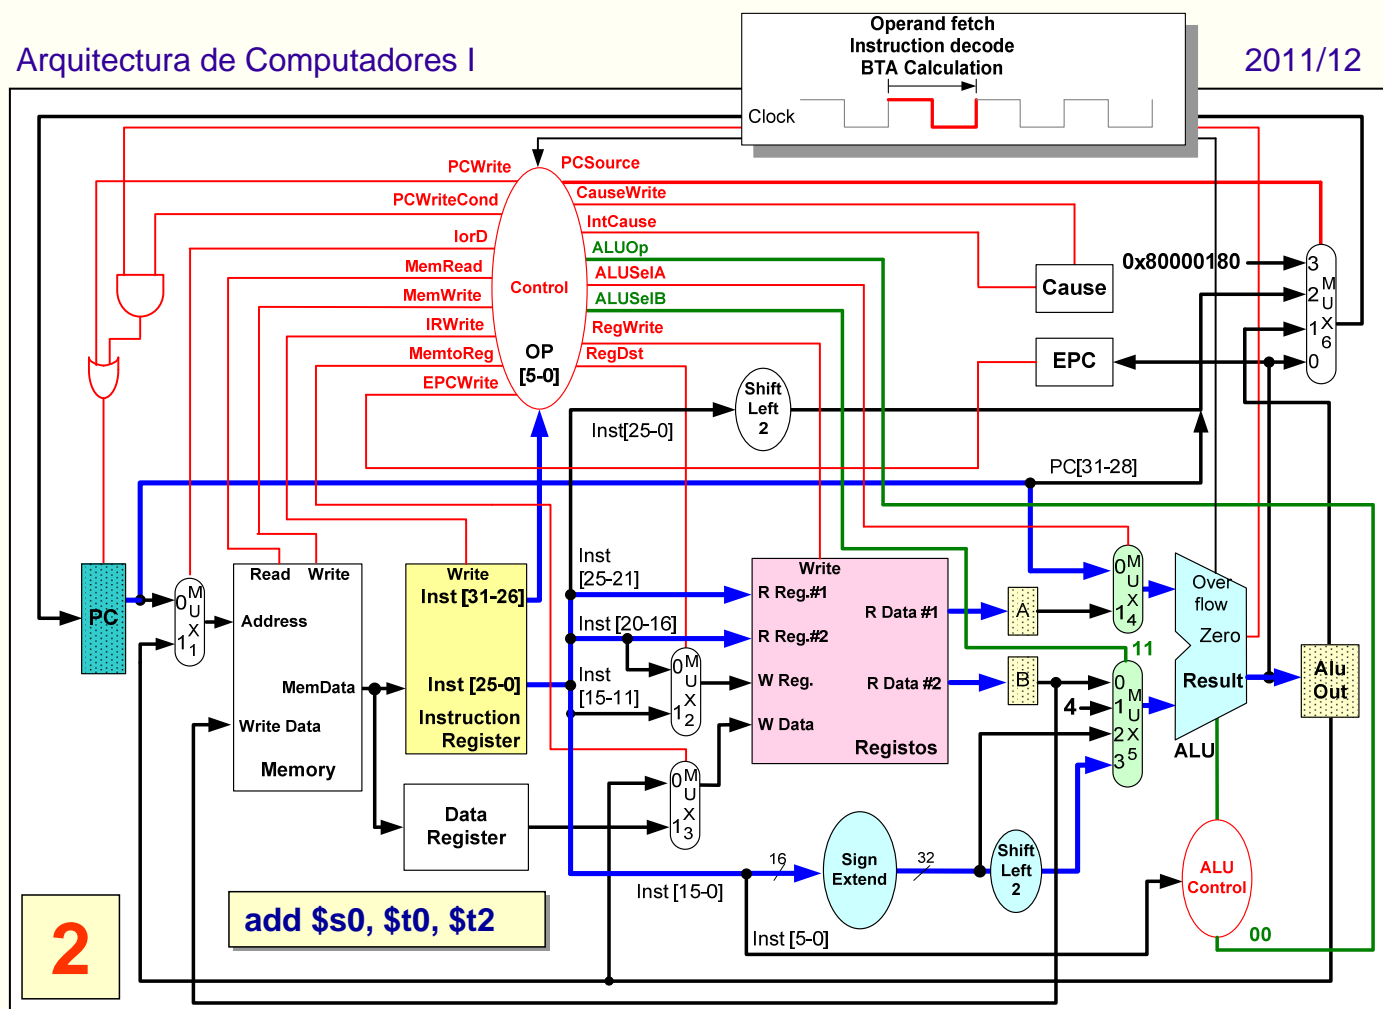 Arquitectura de Computadores I
2011/12
Operand fetch
Instruction decode
BTA Calculation
Clock
PCWrite
PCSource
PCWriteCond
CauseWrite
IorD
IntCause
MemRead
ALUOp
MemWrite
ALUSelA
IRWrite
ALUSelB
MemtoReg
RegWrite
EPCWrite
RegDst
Control
OP
[5-0]
0x80000180
Cause
EPC
3
2
1
0
M
U
X
6
Shift
Left
2
Inst[25-0]
PC[31-28]
PC
0
1
M
U
X
1
Read Write
Address
MemData
Write Data
Memory
Write
Inst [31-26]
Inst [25-0]
Instruction
Register
Data
Register
Inst
[25-21]
Inst [20-16]
Inst
[15-11]
0
1
M
U
X
2
0
1
M
U
X
3
Write
R Reg.#1
R Reg.#2
W Reg.
W Data
R Data #1
R Data #2
Registos
A
B
0
1
M
U
X
4
11
0
1
2
3
M
U
X
5
4
Over
flow
Zero
Result
ALU
Alu
Out
16
Sign
Extend
32
Shift
Left
2
ALU
Control
Inst [15-0]
Inst [5-0]
00
2
add $s0, $t0, $t2